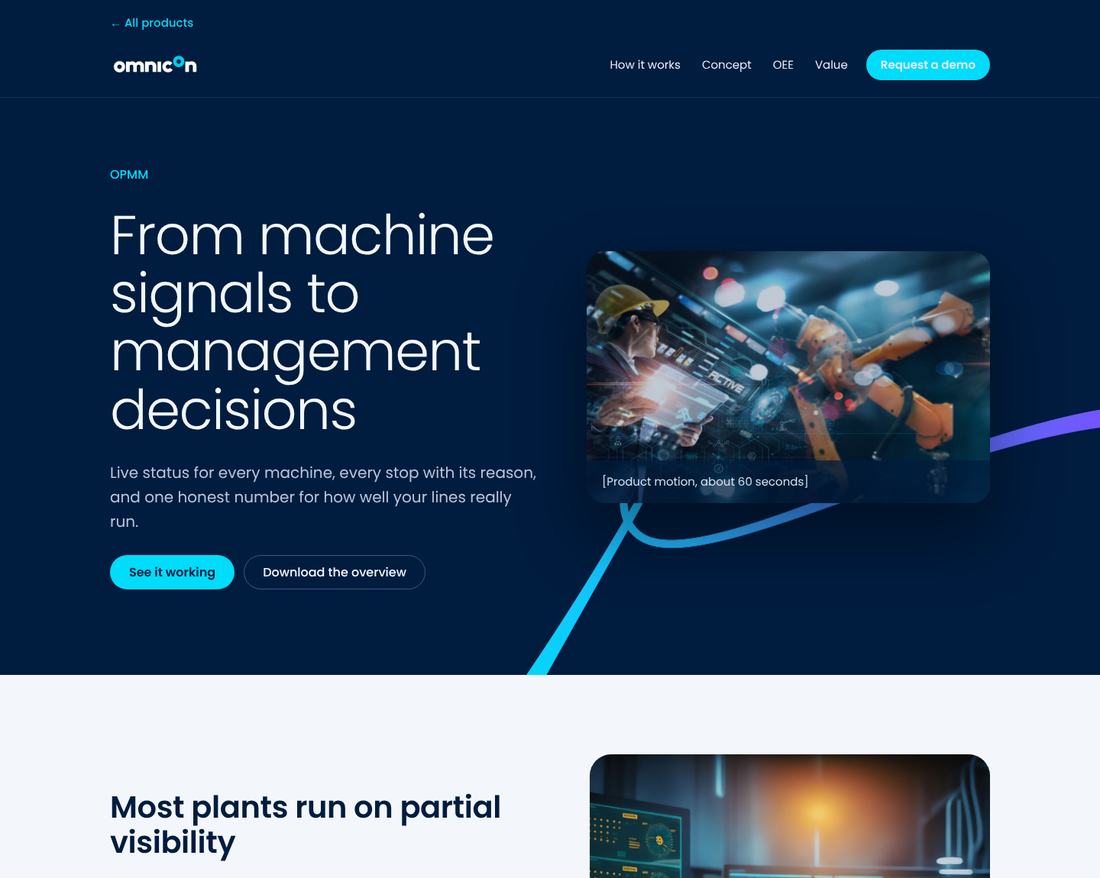 ← All products
omnicon
How it works
Concept
OEE
Value
Request a demo
OPMM
From machine
signals to
management
decisions
Live status for every machine, every stop with its reason,
and one honest number for how well your lines really
run.
See it working
Download the overview
ACTIVE
[Product motion, about 60 seconds]
Most plants run on partial
visibility